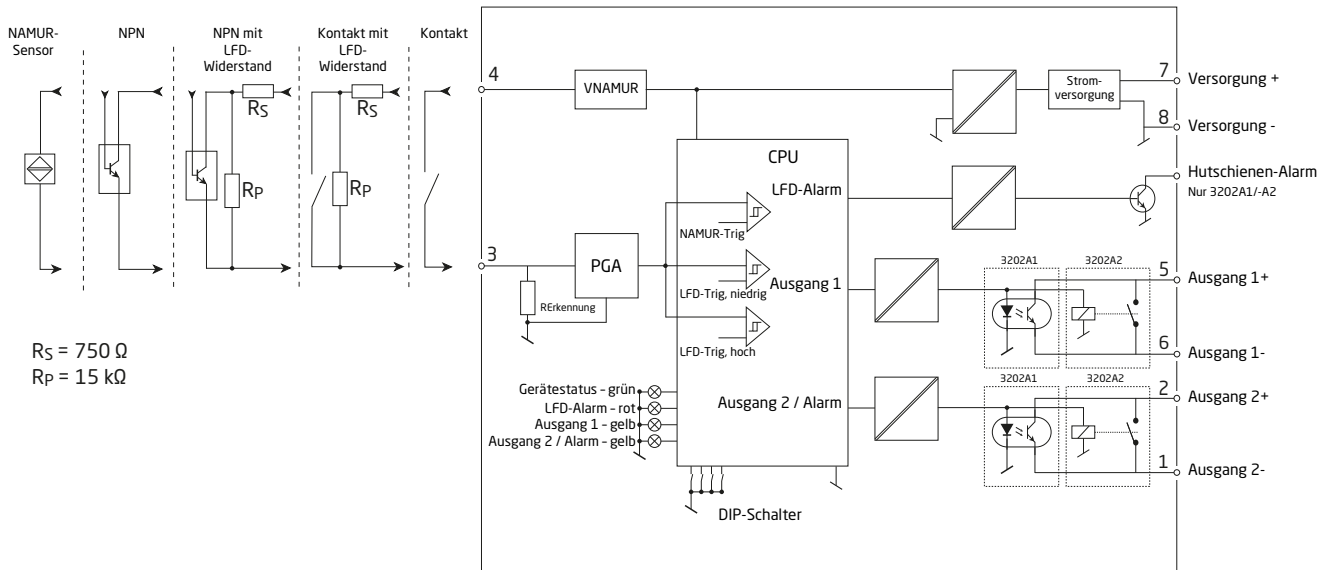 NAMUR-
Sensor
NPN
NPN mit
LFD-
Widerstand
Kontakt mit
LFD-
Widerstand
Kontakt
RS
RP
RS
RP
RS = 750 Ω
RP = 15 kΩ
4
VNAMUR
Strom-
versorgung
7
Versorgung +
8
Versorgung -
CPU
LFD-Alarm
Hutschienen-Alarm
Nur 3202A1/-A2
NAMUR-Trig
3
PGA
RErkennung
LFD-Trig, niedrig
Ausgang 1
LFD-Trig, hoch
3202A1
3202A2
5
Ausgang 1+
6
Ausgang 1-
Gerätestatus – grün
LFD-Alarm – rot
Ausgang 1 – gelb
Ausgang 2 / Alarm – gelb
Ausgang 2 / Alarm
3202A1
3202A2
2
Ausgang 2+
1
Ausgang 2-
DIP-Schalter